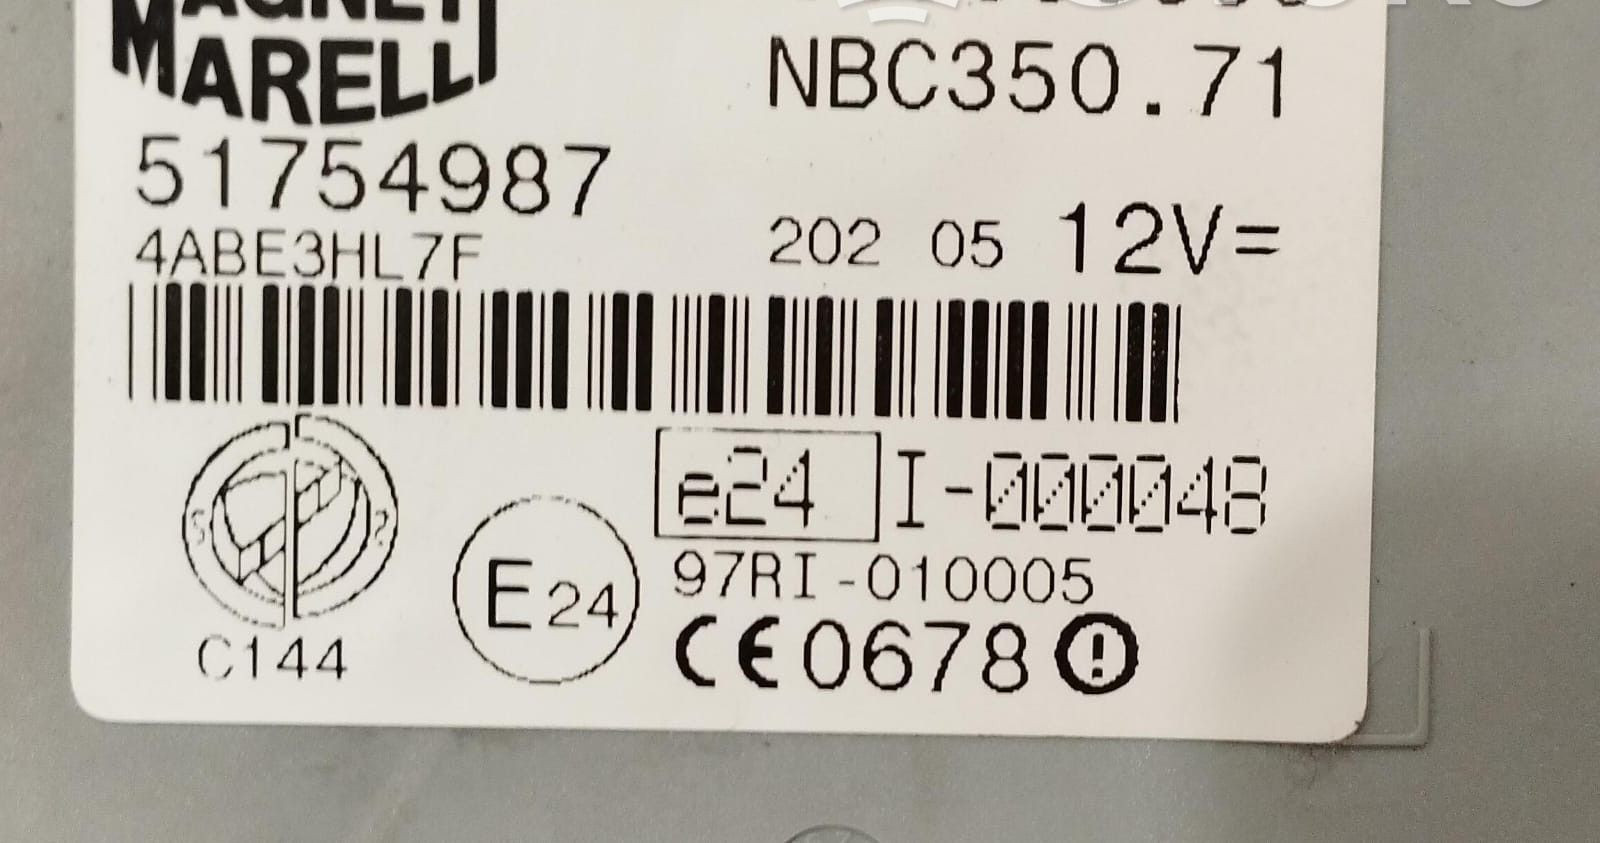 MAGNETI
MARELLI
NBC350.71
51754987
4ABE3HL7F
202 05 12V=
e24 I-000048
97RI-010005
E24
CE0678
C144